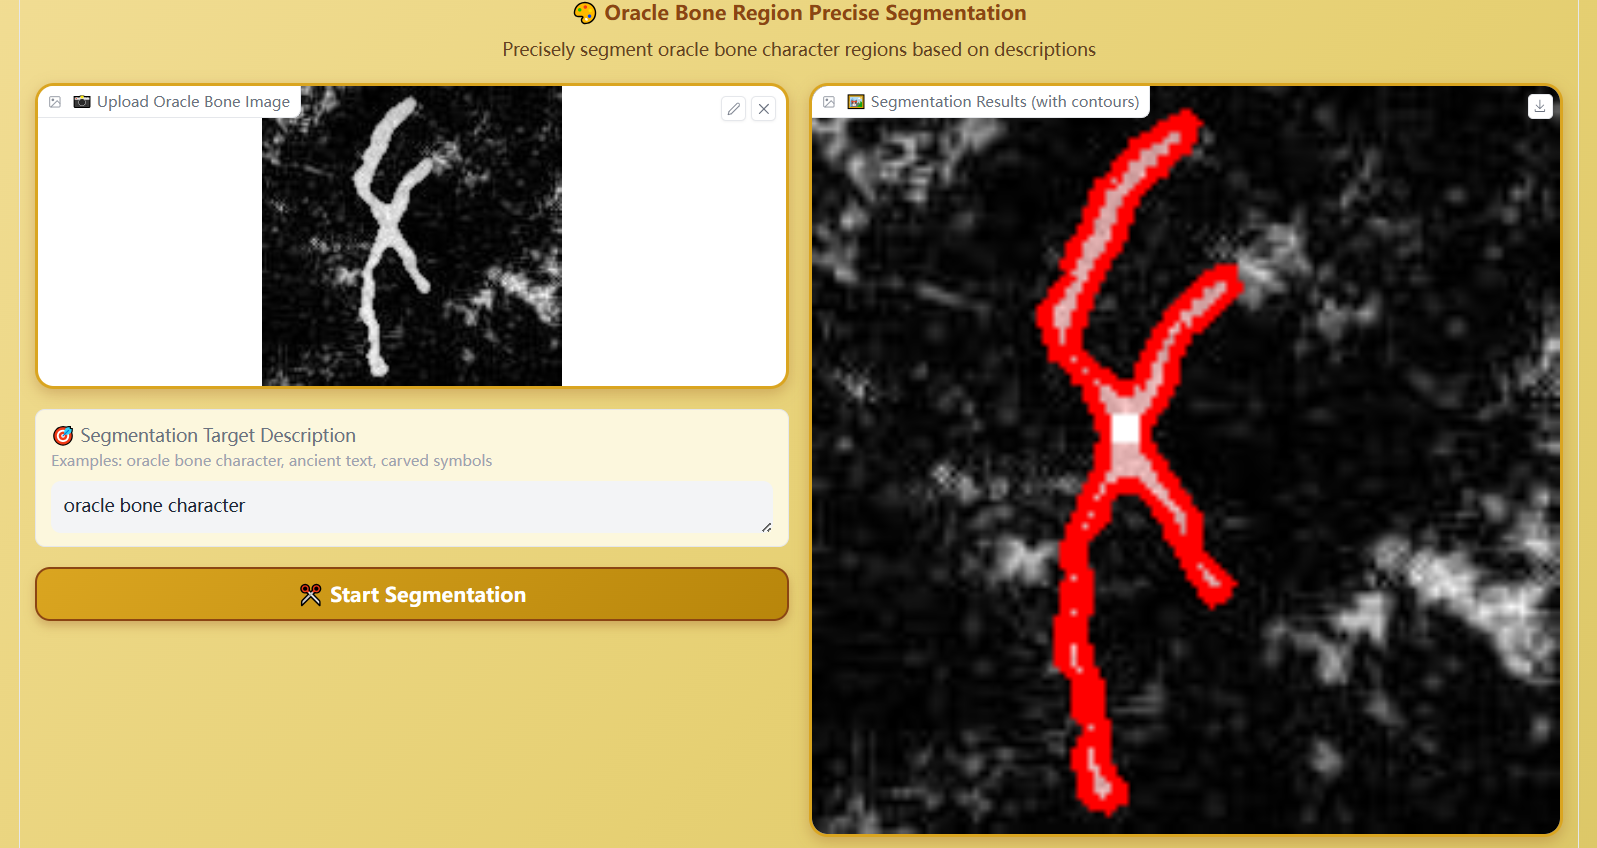 🎨 Oracle Bone Region Precise Segmentation
Precisely segment oracle bone character regions based on descriptions
📷 Upload Oracle Bone Image
🖼️ Segmentation Results (with contours)
🎯 Segmentation Target Description
Examples: oracle bone character, ancient text, carved symbols
oracle bone character
✂️ Start Segmentation